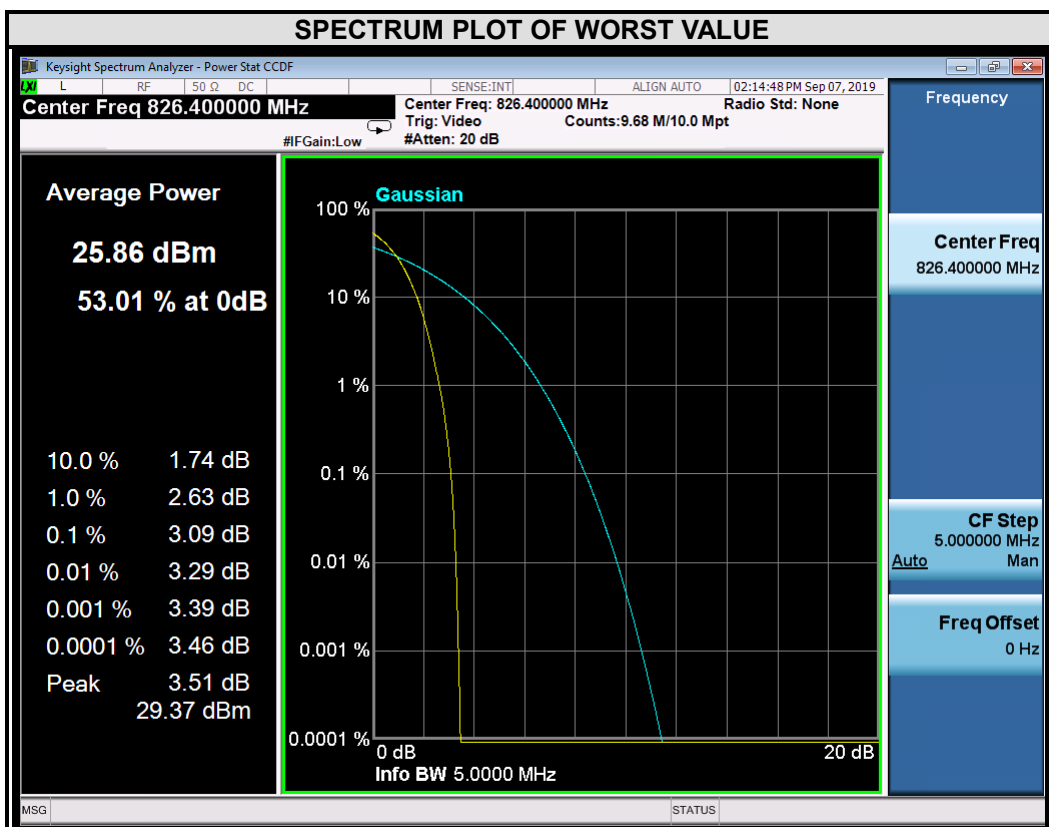 SPECTRUM PLOT OF WORST VALUE
Keysight Spectrum Analyzer - Power Stat CCDF
LXI L RF 50 Ω DC SENSE:INT ALIGN AUTO 02:14:48 PM Sep 07, 2019
Center Freq 826.400000 MHz
Center Freq: 826.400000 MHz Radio Std: None
Trig: Video Counts:9.68 M/10.0 Mpt
#IFGain:Low #Atten: 20 dB
Average Power
25.86 dBm
53.01 % at 0dB
10.0 % 1.74 dB
1.0 % 2.63 dB
0.1 % 3.09 dB
0.01 % 3.29 dB
0.001 % 3.39 dB
0.0001 % 3.46 dB
Peak 3.51 dB
29.37 dBm
Gaussian
100 %
10 %
1 %
0.1 %
0.01 %
0.001 %
0.0001 %
0 dB 20 dB
Info BW 5.0000 MHz
Frequency
Center Freq
826.400000 MHz
CF Step
5.000000 MHz
Auto Man
Freq Offset
0 Hz
MSG STATUS